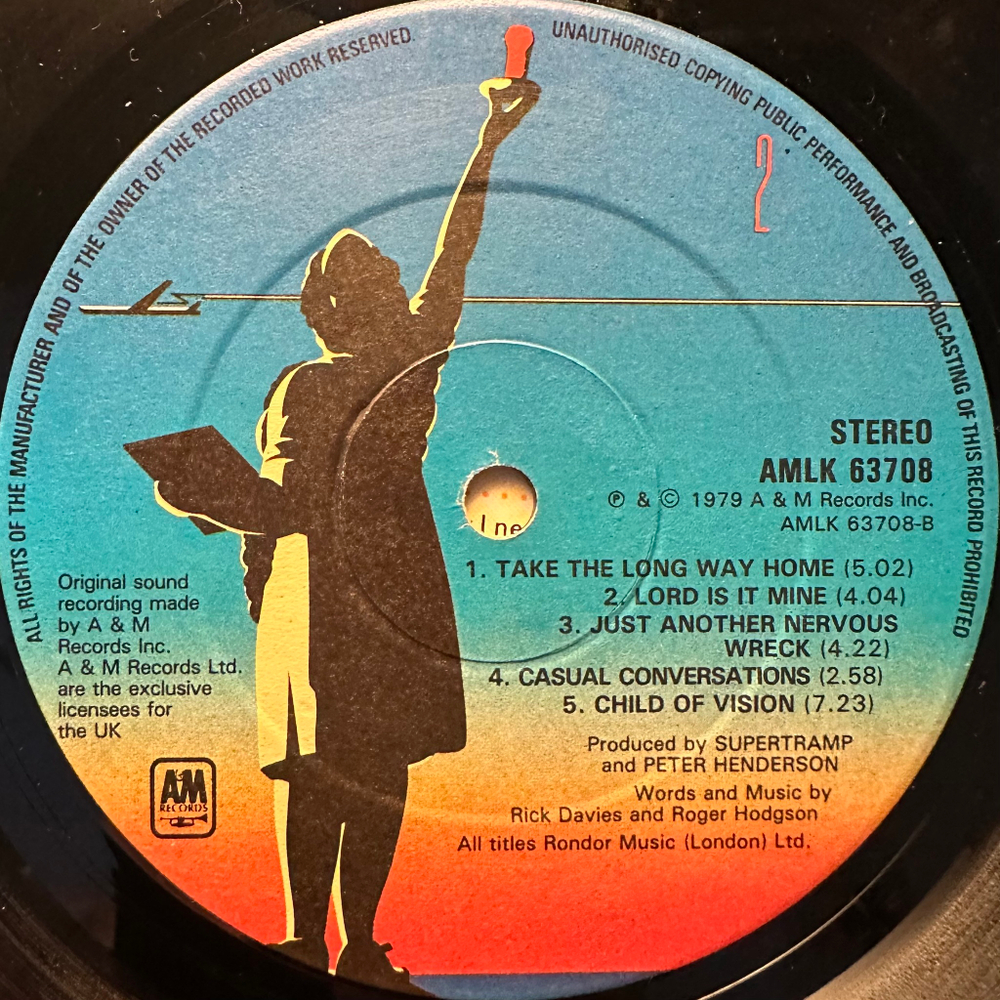 ALL RIGHTS OF THE MANUFACTURER AND OF THE OWNER OF THE RECORDED WORK RESERVED
UNAUTHORISED COPYING PUBLIC PERFORMANCE AND BROADCASTING OF THIS RECORD PROHIBITED
2
STEREO
AMLK 63708
℗ & © 1979 A & M Records Inc.
AMLK 63708-B
1. TAKE THE LONG WAY HOME (5.02)
2. LORD IS IT MINE (4.04)
3. JUST ANOTHER NERVOUS
WRECK (4.22)
4. CASUAL CONVERSATIONS (2.58)
5. CHILD OF VISION (7.23)
Produced by SUPERTRAMP
and PETER HENDERSON
Words and Music by
Rick Davies and Roger Hodgson
All titles Rondor Music (London) Ltd.
Original sound
recording made
by A & M
Records Inc.
A & M Records Ltd.
are the exclusive
licensees for
the UK
A&M
RECORDS